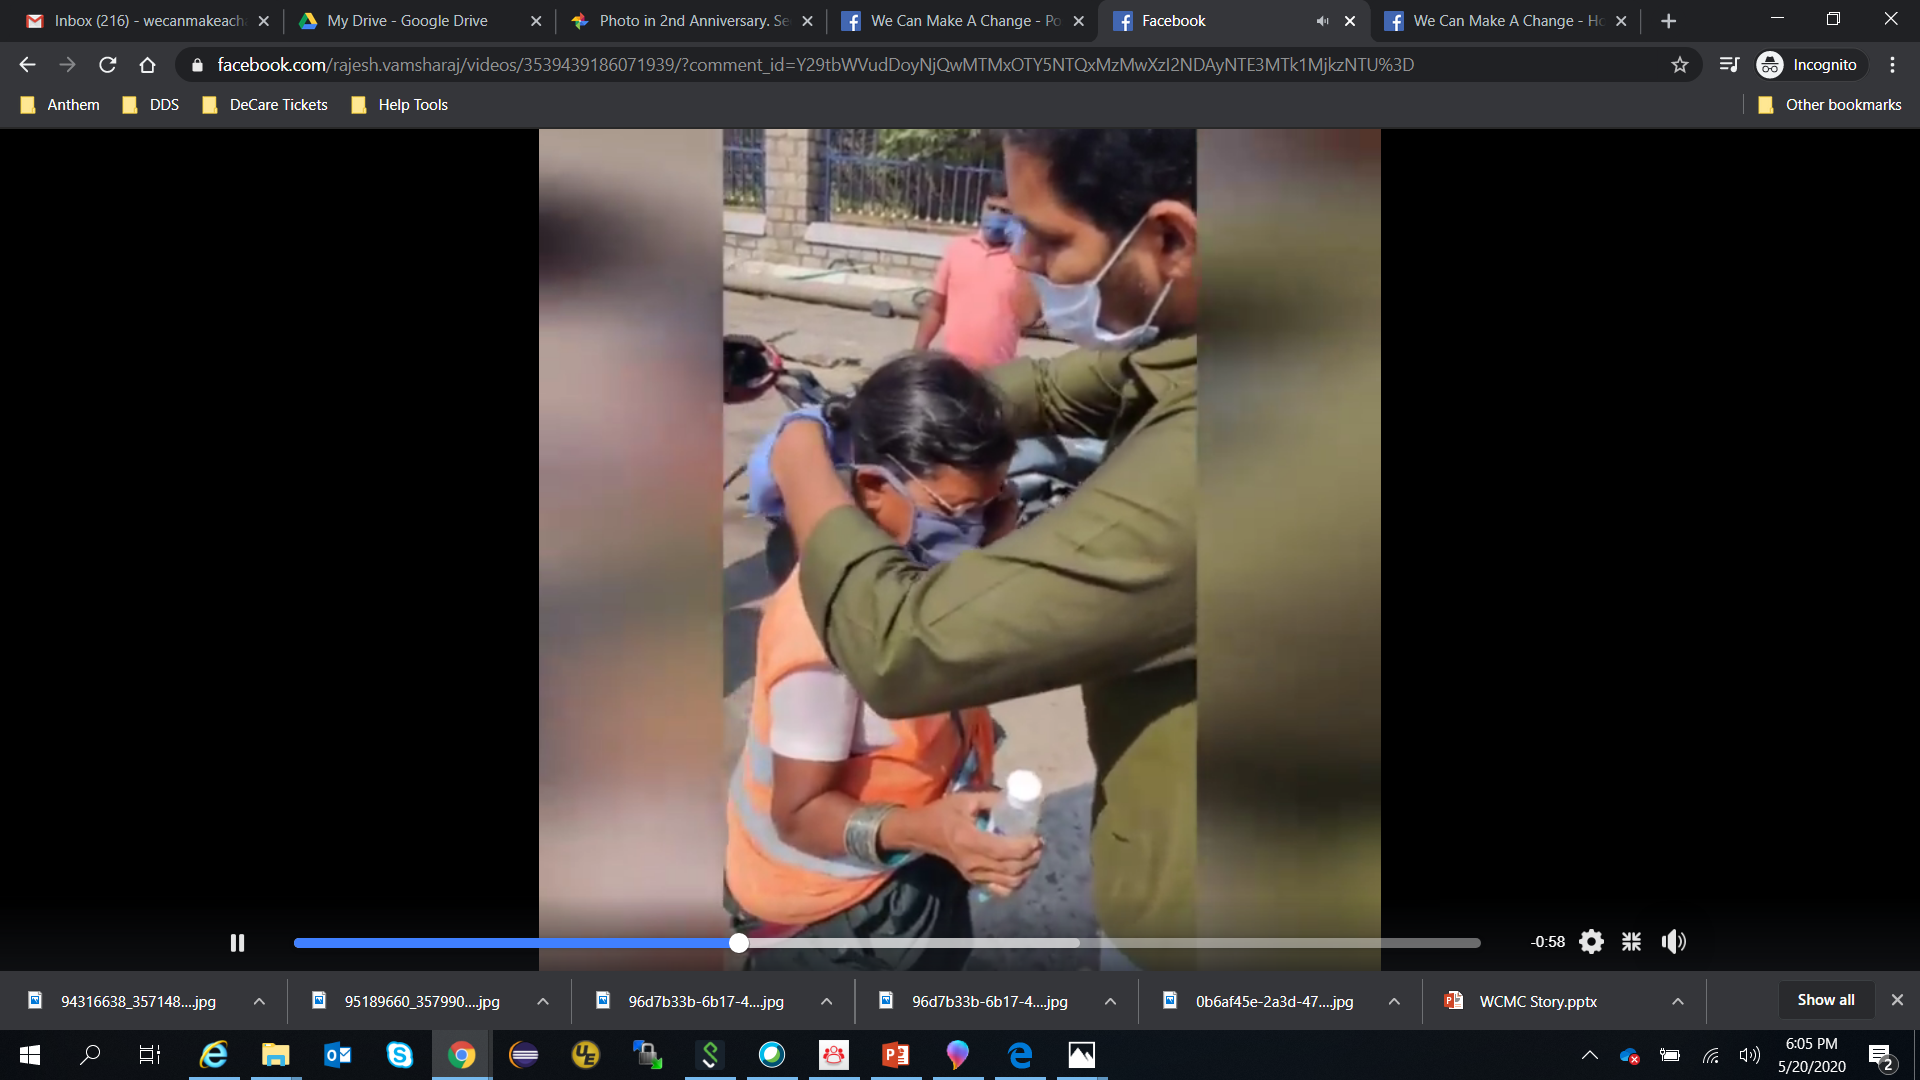 Inbox (216) - wecanmakeach
My Drive - Google Drive
Photo in 2nd Anniversary. Se
We Can Make A Change - Po
Facebook
We Can Make A Change - Ho
facebook.com/rajesh.vamsharaj/videos/3539439186071939/?comment_id=Y29tbWVudDoyNjQwMTMxOTY5NTQxMzMwXzI2NDAyNTE3MTk1MjkzNTU%3D
Incognito
Anthem
DDS
DeCare Tickets
Help Tools
Other bookmarks
-0:58
94316638_357148....jpg
95189660_357990....jpg
96d7b33b-6b17-4....jpg
96d7b33b-6b17-4....jpg
0b6af45e-2a3d-47....jpg
WCMC Story.pptx
Show all
6:05 PM
5/20/2020
2